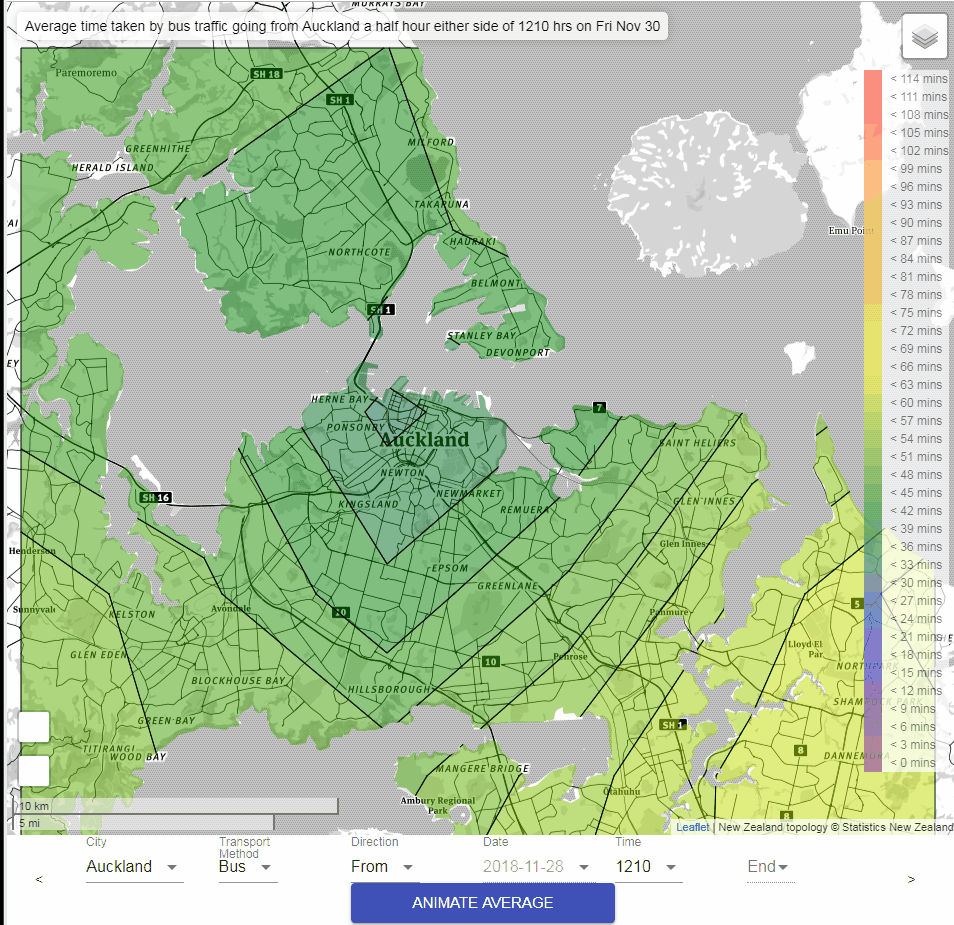 MURRAYS BAY
Average time taken by bus traffic going from Auckland a half hour either side of 1210 hrs on Fri Nov 30
Paremoremo
SH 18
SH 1
GREENHITHE
HERALD ISLAND
MILFORD
TAKAPUNA
HAURAKI
NORTHCOTE
BELMONT
SH 1
STANLEY BAY
DEVONPORT
Emu Point
HERNE BAY
PONSONBY
Auckland
7
SAINT HELIERS
NEWTON
NEWMARKET
KINGSLAND
REMUERA
GLEN INNES
SH 16
Glen Innes
Henderson
EPSOM
GREENLANE
Sunnyvale
KELSTON
Avondale
20
Panmure
5
GLEN EDEN
10
Penrose
Lloyd El
Par
NORTHPARK
BLOCKHOUSE BAY
HILLSBOROUGH
SHAMROCK PARK
GREEN BAY
SH 1
TITIRANGI
WOOD BAY
8
DANNEMORA
MANGERE BRIDGE
Ambury Regional
Park
Otāhuhu
8
< 114 mins
< 111 mins
< 108 mins
< 105 mins
< 102 mins
< 99 mins
< 96 mins
< 93 mins
< 90 mins
< 87 mins
< 84 mins
< 81 mins
< 78 mins
< 75 mins
< 72 mins
< 69 mins
< 66 mins
< 63 mins
< 60 mins
< 57 mins
< 54 mins
< 51 mins
< 48 mins
< 45 mins
< 42 mins
< 39 mins
< 36 mins
< 33 mins
< 30 mins
< 27 mins
< 24 mins
< 21 mins
< 18 mins
< 15 mins
< 12 mins
< 9 mins
< 6 mins
< 3 mins
< 0 mins
10 km
5 mi
Leaflet | New Zealand topology © Statistics New Zealand
City
Auckland
Transport
Method
Bus
Direction
From
Date
2018-11-28
Time
1210
End
<
>
ANIMATE AVERAGE